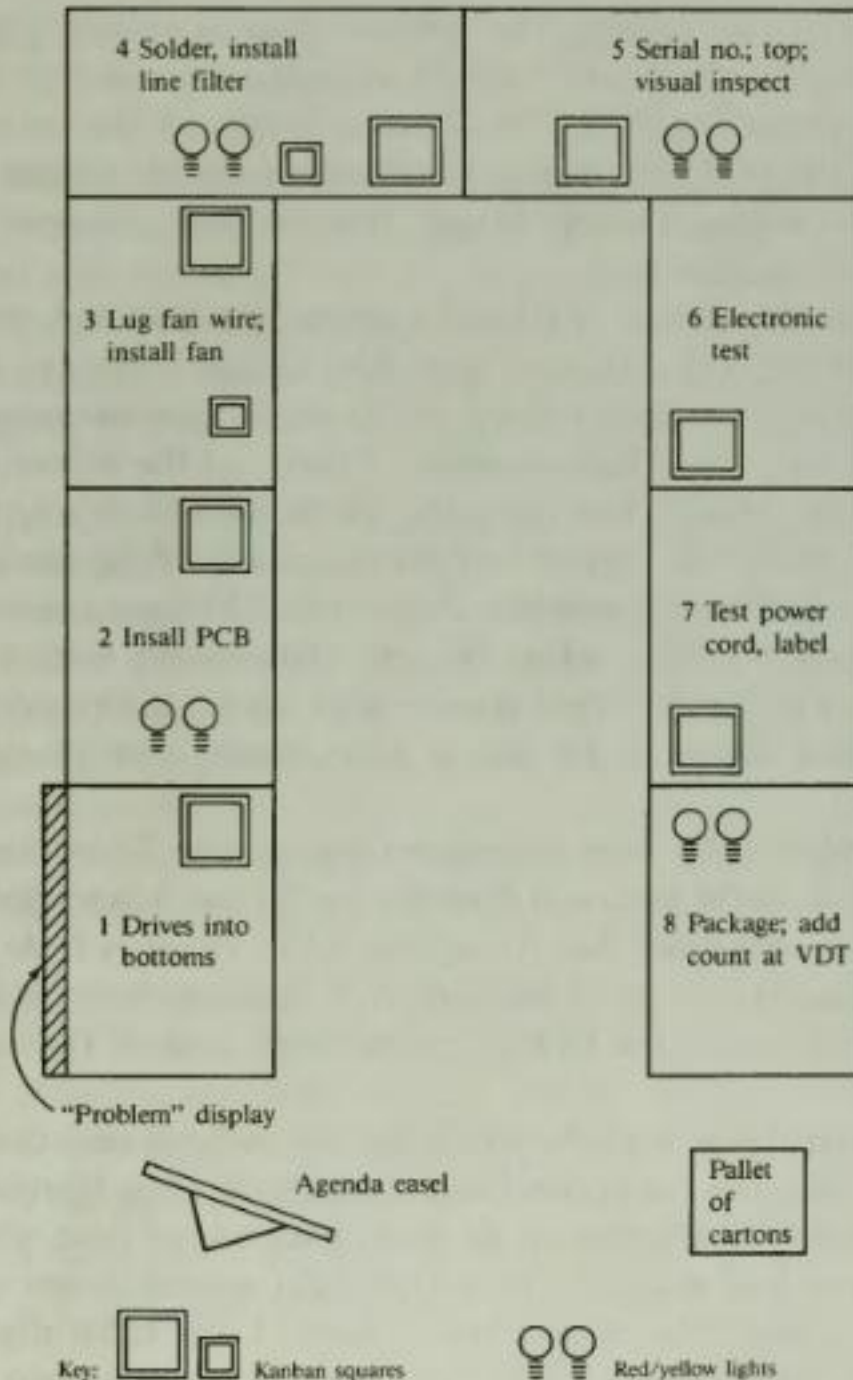 4 Solder, install
line filter
5 Serial no.; top;
visual inspect
3 Lug fan wire;
install fan
6 Electronic
test
2 Insall PCB
7 Test power
cord, label
1 Drives into
bottoms
8 Package; add
count at VDT
“Problem” display
Agenda easel
Pallet
of
cartons
Key:
Kanban squares
Red/yellow lights